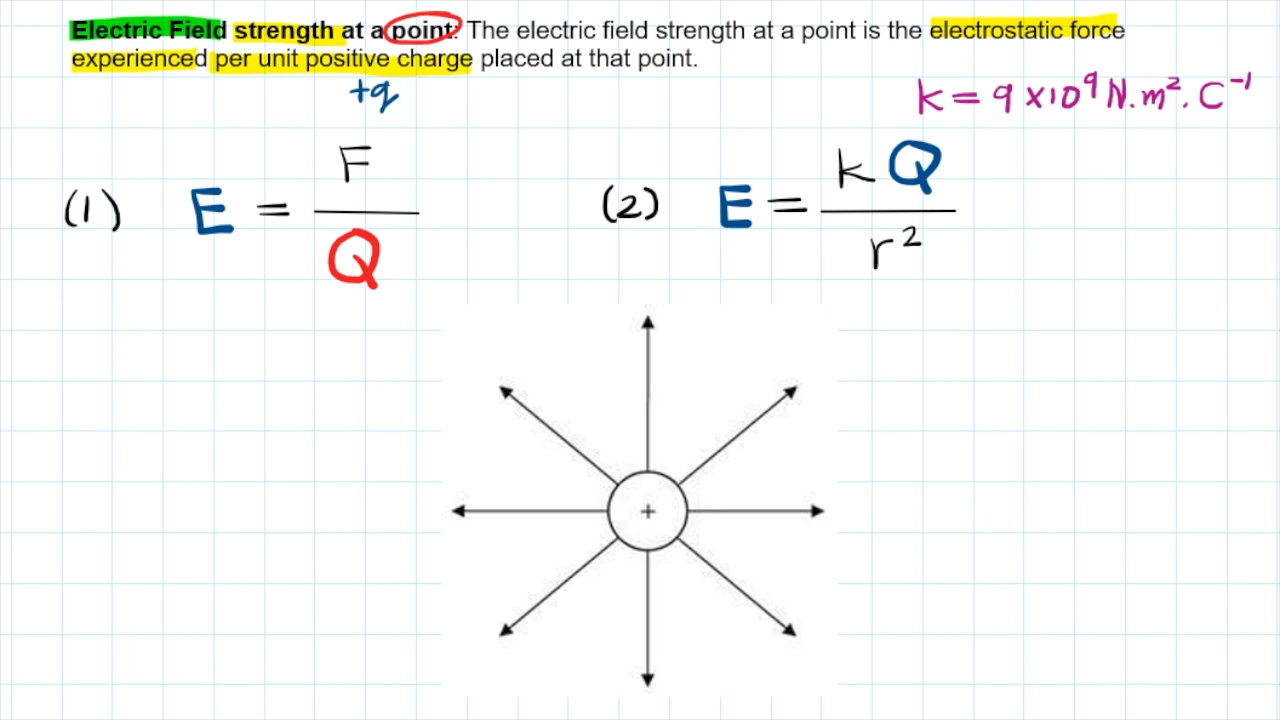 Electric Field strength at a point: The electric field strength at a point is the electrostatic force
experienced per unit positive charge placed at that point.
+q
k = 9 ×10⁹ N.m². C⁻¹
(1) E = F / Q
(2) E = k Q / r²
+